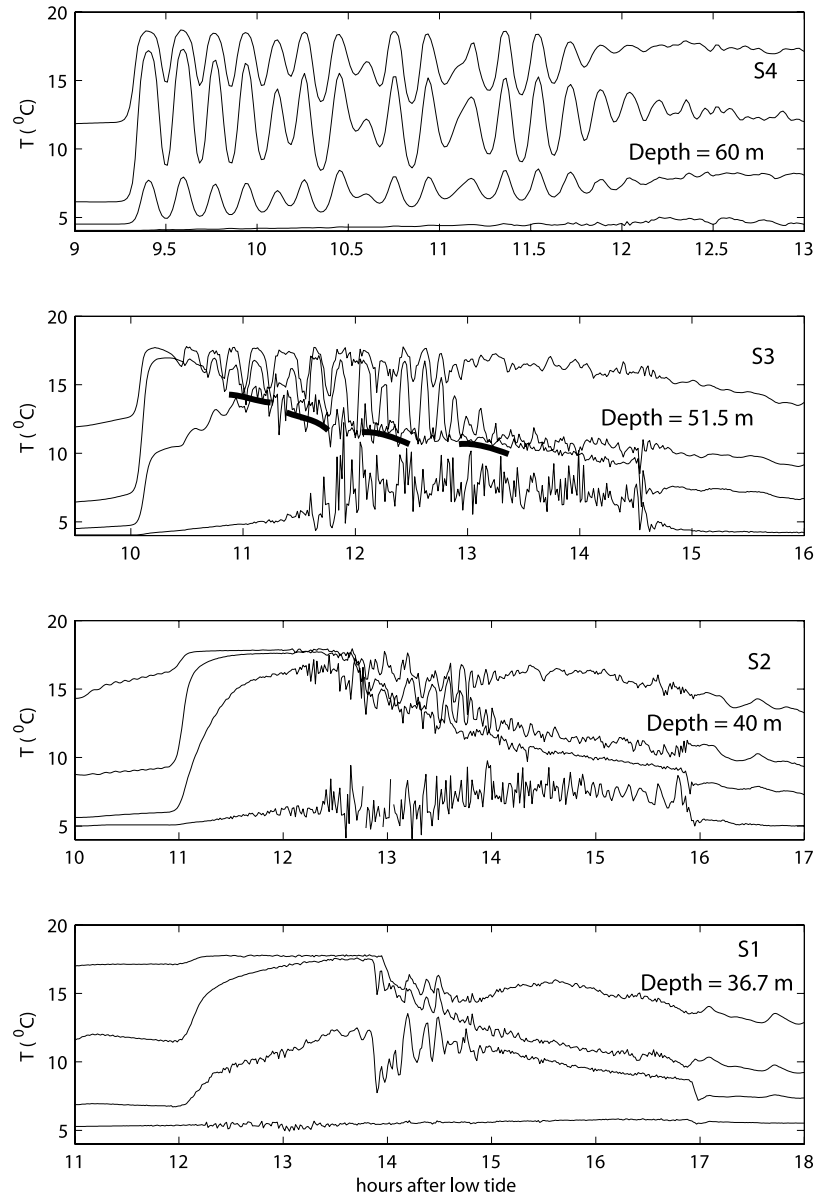 20
15
10
5
T ( ⁰C)
S4
Depth = 60 m
9 9.5 10 10.5 11 11.5 12 12.5 13
20
15
10
5
T ( ⁰C)
S3
Depth = 51.5 m
10 11 12 13 14 15 16
20
15
10
5
T ( ⁰C)
S2
Depth = 40 m
10 11 12 13 14 15 16 17
20
15
10
5
T ( ⁰C)
S1
Depth = 36.7 m
11 12 13 14 15 16 17 18
hours after low tide